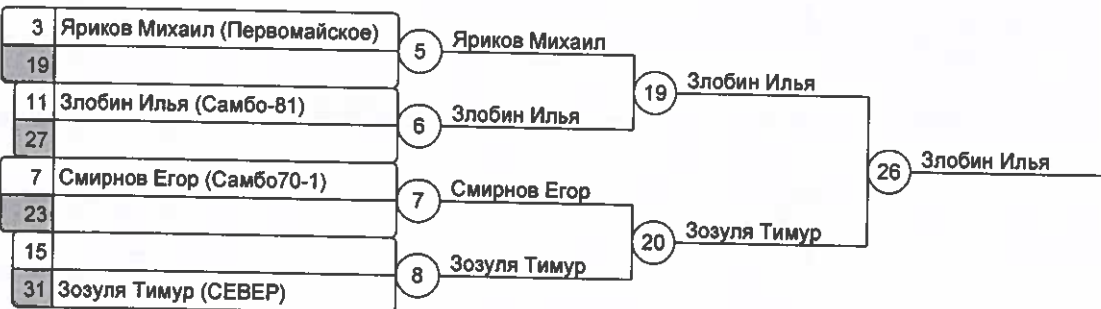 3 Яриков Михаил (Первомайское)
19
5 Яриков Михаил
11 Злобин Илья (Самбо-81)
27
6 Злобин Илья
19 Злобин Илья
7 Смирнов Егор (Самбо70-1)
23
7 Смирнов Егор
15
31 Зозуля Тимур (СЕВЕР)
8 Зозуля Тимур
20 Зозуля Тимур
26 Злобин Илья